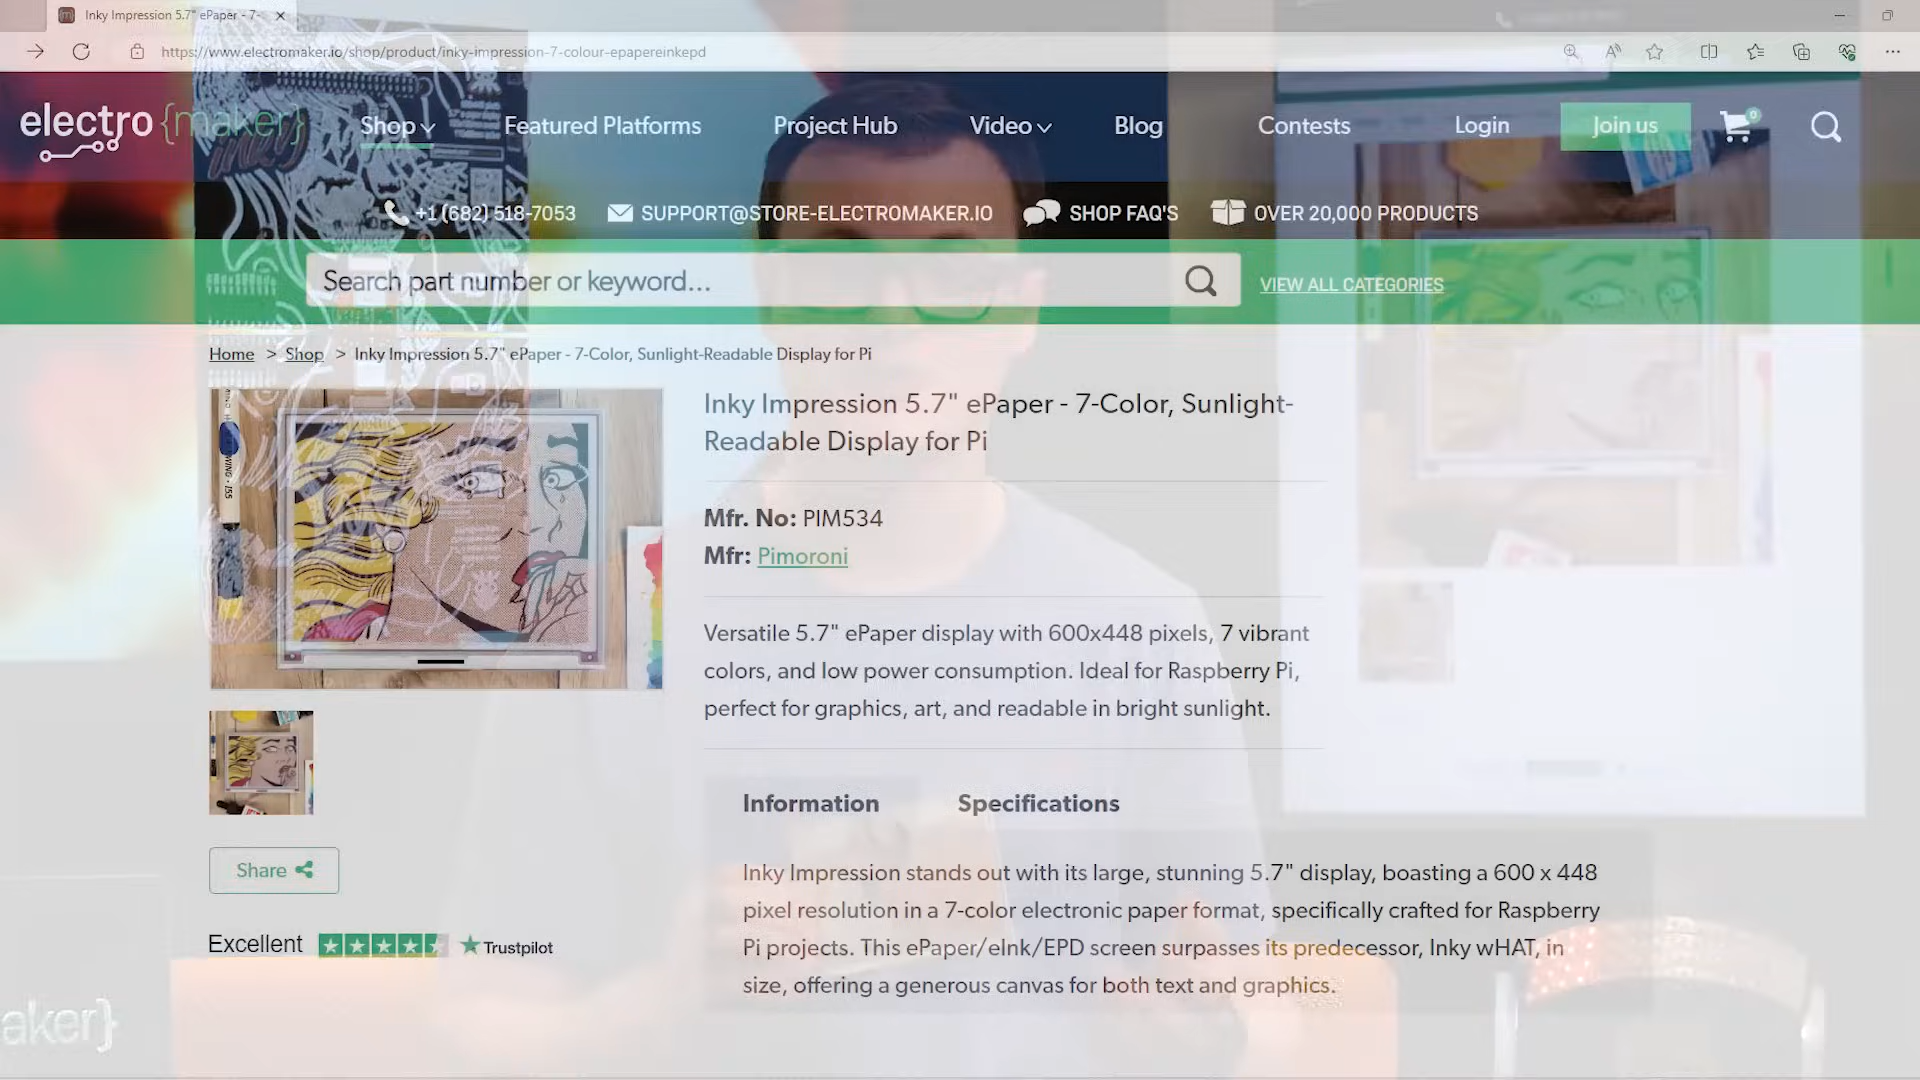 Inky Impression 5.7" ePaper - 7-
https://www.electromaker.io/shop/product/inky-impression-7-colour-epapereinkepd
electro{maker}
Shop
Featured Platforms
Project Hub
Video
Blog
Contests
Login
Join us
0
+1 (682) 518-7053
SUPPORT@STORE-ELECTROMAKER.IO
SHOP FAQ'S
OVER 20,000 PRODUCTS
Search part number or keyword...
VIEW ALL CATEGORIES
Home > Shop > Inky Impression 5.7" ePaper - 7-Color, Sunlight-Readable Display for Pi
Inky Impression 5.7" ePaper - 7-Color, Sunlight-
Readable Display for Pi
Mfr. No: PIM534
Mfr: Pimoroni
Versatile 5.7" ePaper display with 600x448 pixels, 7 vibrant
colors, and low power consumption. Ideal for Raspberry Pi,
perfect for graphics, art, and readable in bright sunlight.
Information
Specifications
Inky Impression stands out with its large, stunning 5.7" display, boasting a 600 x 448
pixel resolution in a 7-color electronic paper format, specifically crafted for Raspberry
Pi projects. This ePaper/eInk/EPD screen surpasses its predecessor, Inky wHAT, in
size, offering a generous canvas for both text and graphics.
Share
Excellent
Trustpilot
aker}
inky